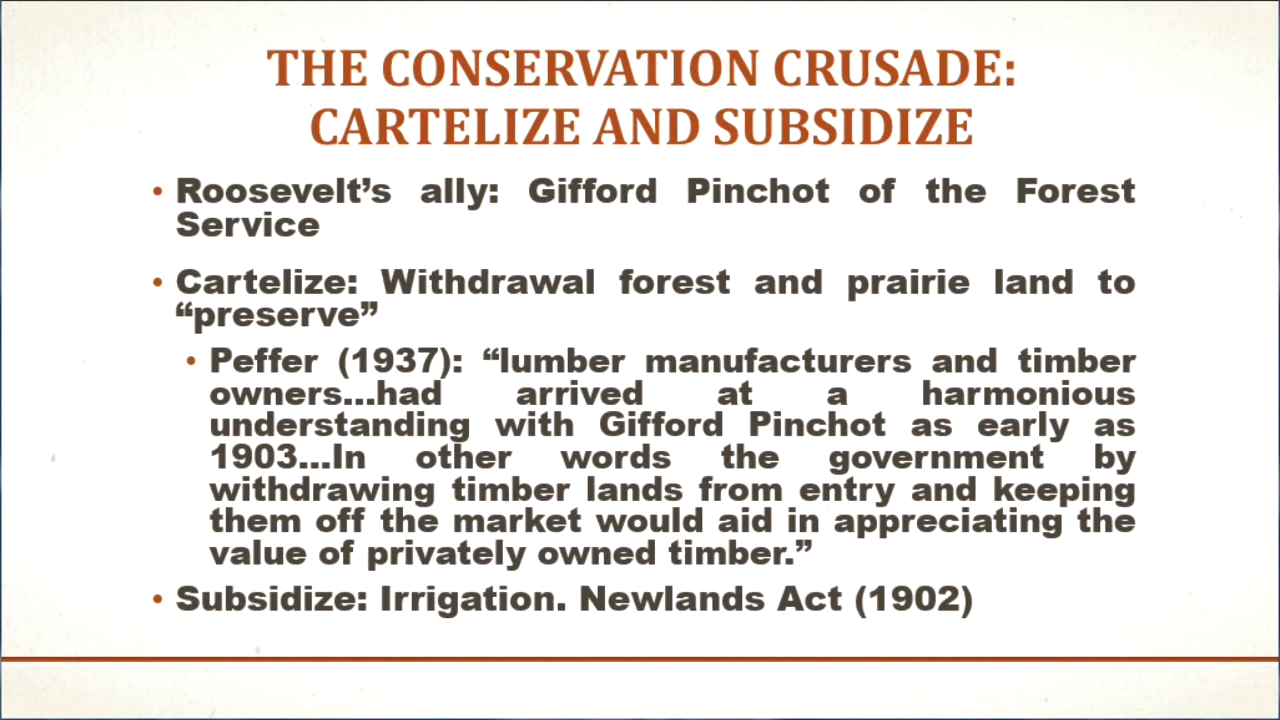 THE CONSERVATION CRUSADE:
CARTELIZE AND SUBSIDIZE
• Roosevelt’s ally: Gifford Pinchot of the Forest
Service
• Cartelize: Withdrawal forest and prairie land to
“preserve”
• Peffer (1937): “lumber manufacturers and timber
owners...had arrived at a harmonious
understanding with Gifford Pinchot as early as
1903...In other words the government by
withdrawing timber lands from entry and keeping
them off the market would aid in appreciating the
value of privately owned timber.”
• Subsidize: Irrigation. Newlands Act (1902)